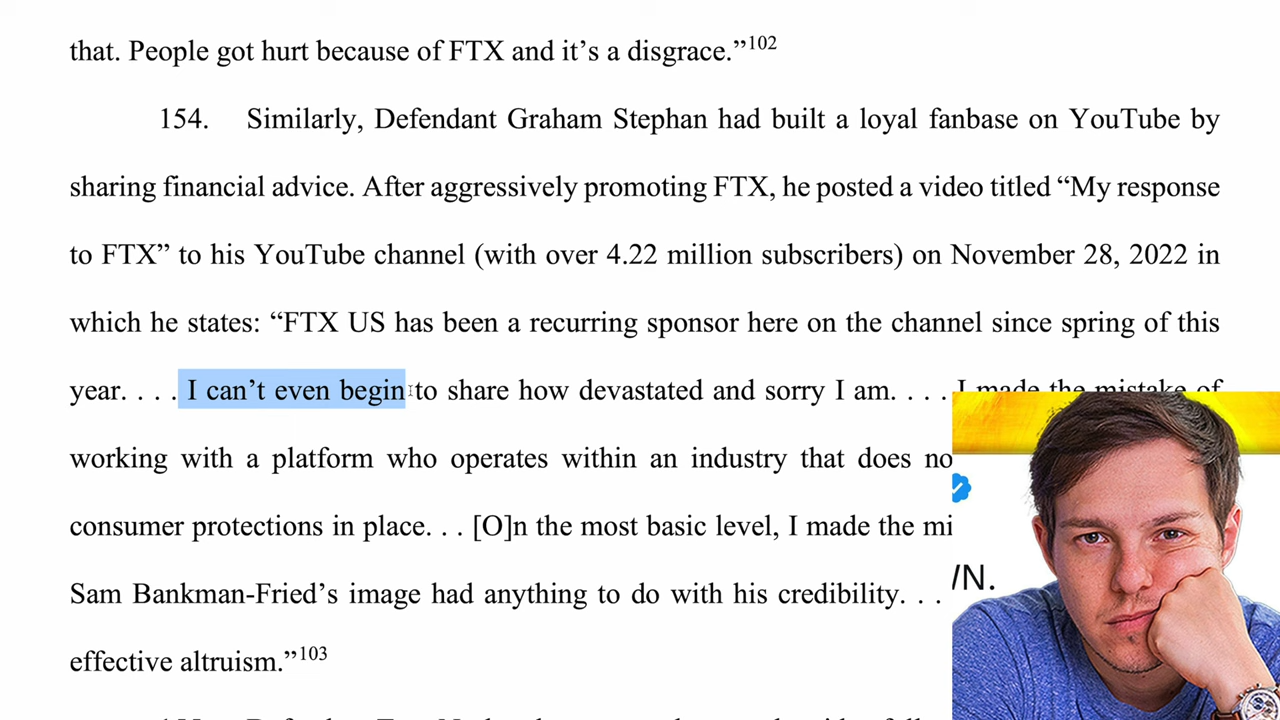 that. People got hurt because of FTX and it’s a disgrace.”102
154. Similarly, Defendant Graham Stephan had built a loyal fanbase on YouTube by
sharing financial advice. After aggressively promoting FTX, he posted a video titled “My response
to FTX” to his YouTube channel (with over 4.22 million subscribers) on November 28, 2022 in
which he states: “FTX US has been a recurring sponsor here on the channel since spring of this
year. . . . I can’t even begin to share how devastated and sorry I am. . . . I made the mistake of
working with a platform who operates within an industry that does no
consumer protections in place. . . [O]n the most basic level, I made the mi
Sam Bankman-Fried’s image had anything to do with his credibility. . .
effective altruism.”103
N.